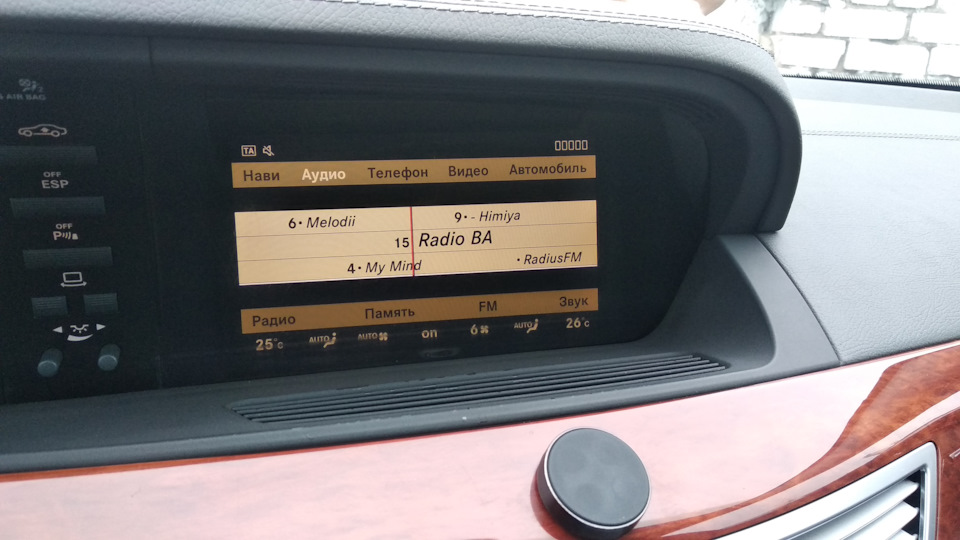 AIR BAG
OFF
ESP
OFF
P
TA
Нави Аудио Телефон Видео Автомобиль
6• Melodii 9• - Himiya
15 Radio BA
4• My Mind • RadiusFM
Радио Память FM Звук
25°C AUTO AUTO on 6 AUTO 26°C